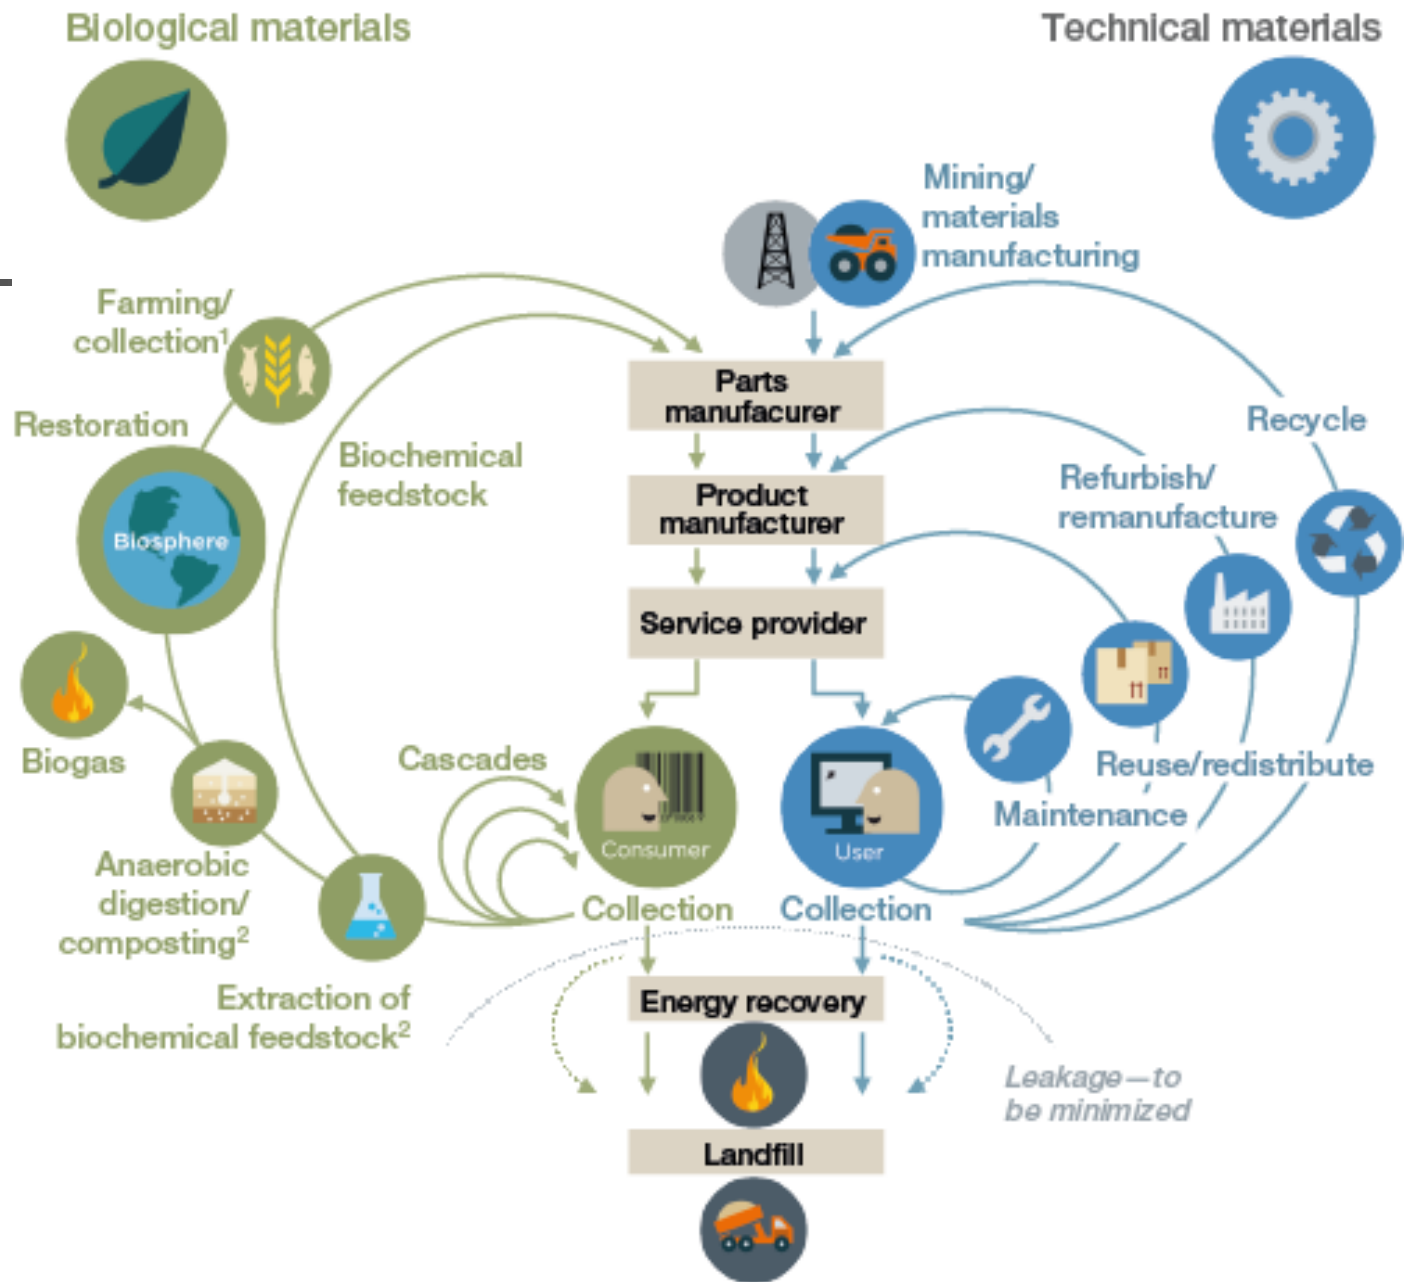 Biological materials
Technical materials
Mining/
materials
manufacturing
Farming/
collection¹
Restoration
Biosphere
Biochemical
feedstock
Parts
manufacurer
Recycle
Product
manufacturer
Refurbish/
remanufacture
Service provider
Biogas
Cascades
Consumer
User
Reuse/redistribute
Maintenance
Anaerobic
digestion/
composting²
Collection
Collection
Extraction of
biochemical feedstock²
Energy recovery
Leakage—to
be minimized
Landfill